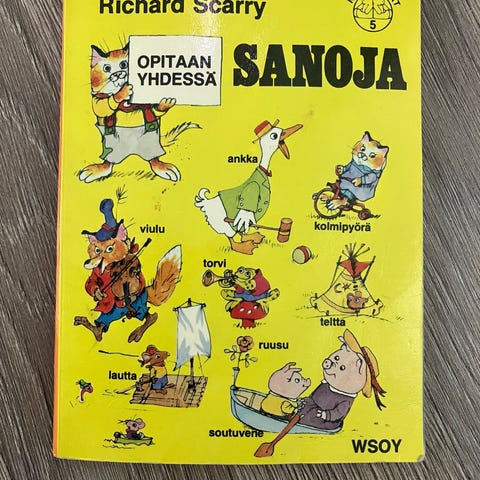 Richard Scarry
5
OPITAAN
YHDESSÄ
SANOJA
ankka
kolmipyörä
viulu
torvi
teltta
ruusu
lautta
soutuvene
WSOY